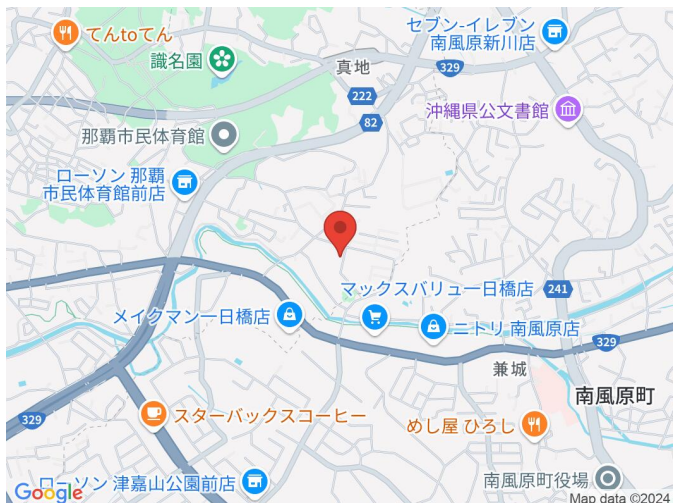 てんtoてん
セブン-イレブン
南風原新川店
識名園
真地
329
222
沖縄県公文書館
82
那覇市民体育館
ローソン 那覇
市民体育館前店
マックスバリュ一日橋店
241
メイクマン一日橋店
ニトリ 南風原店
329
兼城
南風原町
329
スターバックスコーヒー
めし屋 ひろし
ローソン 津嘉山公園前店
南風原町役場
Google
Map data ©2024